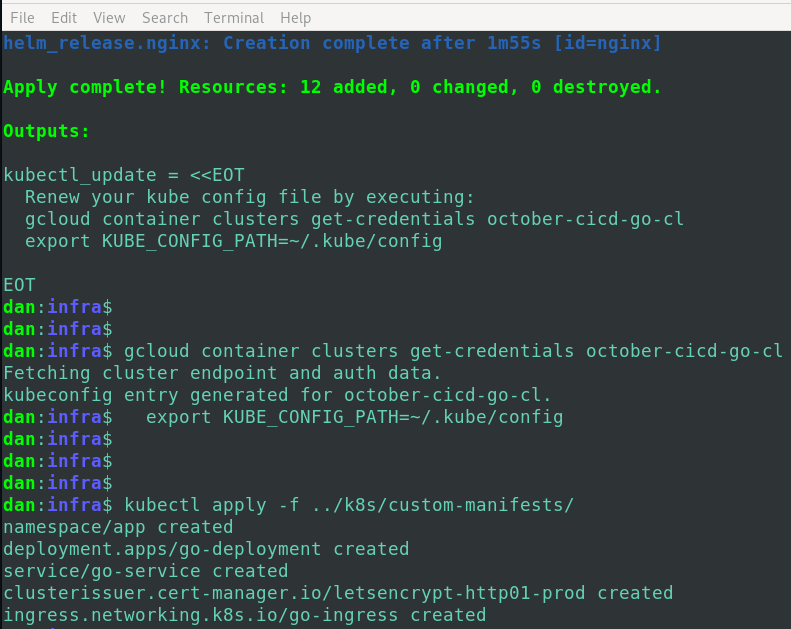 File Edit View Search Terminal Help
helm_release.nginx: Creation complete after 1m55s [id=nginx]
Apply complete! Resources: 12 added, 0 changed, 0 destroyed.
Outputs:
kubectl_update = <<EOT
  Renew your kube config file by executing:
  gcloud container clusters get-credentials october-cicd-go-cl
  export KUBE_CONFIG_PATH=~/.kube/config
EOT
dan:infra$
dan:infra$
dan:infra$ gcloud container clusters get-credentials october-cicd-go-cl
Fetching cluster endpoint and auth data.
kubeconfig entry generated for october-cicd-go-cl.
dan:infra$   export KUBE_CONFIG_PATH=~/.kube/config
dan:infra$
dan:infra$
dan:infra$
dan:infra$ kubectl apply -f ../k8s/custom-manifests/
namespace/app created
deployment.apps/go-deployment created
service/go-service created
clusterissuer.cert-manager.io/letsencrypt-http01-prod created
ingress.networking.k8s.io/go-ingress created